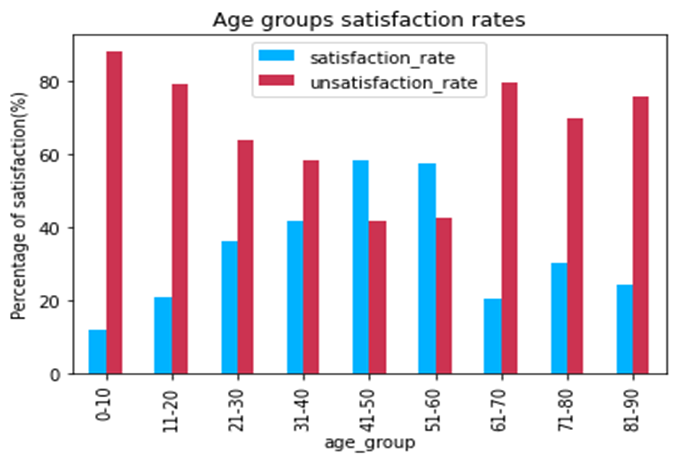 Age groups satisfaction rates
satisfaction_rate
unsatisfaction_rate
Percentage of satisfaction(%)
80
60
40
20
0
0-10
11-20
21-30
31-40
41-50
51-60
61-70
71-80
81-90
age_group